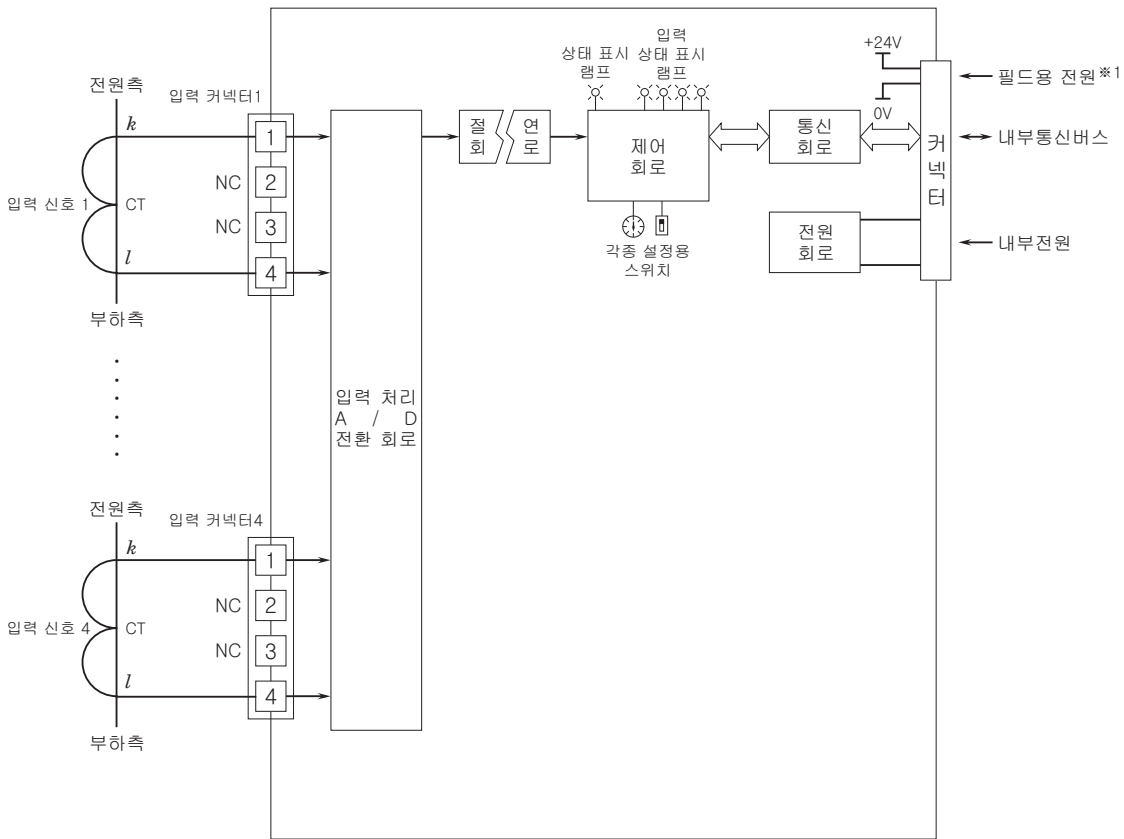 전원측
입력 커넥터1
k
1
NC 2
입력 신호 1
CT
NC 3
l
4
부하측
입력 처리
A / D
전환 회로
절 연
회 로
상태 표시
램프
입력
상태 표시
램프
제어
회로
각종 설정용
스위치
통신
회로
전원
회로
+24V
0V
커넥터
필드용 전원※1
내부통신버스
내부전원
전원측
입력 커넥터4
k
1
NC 2
입력 신호 4
CT
NC 3
l
4
부하측